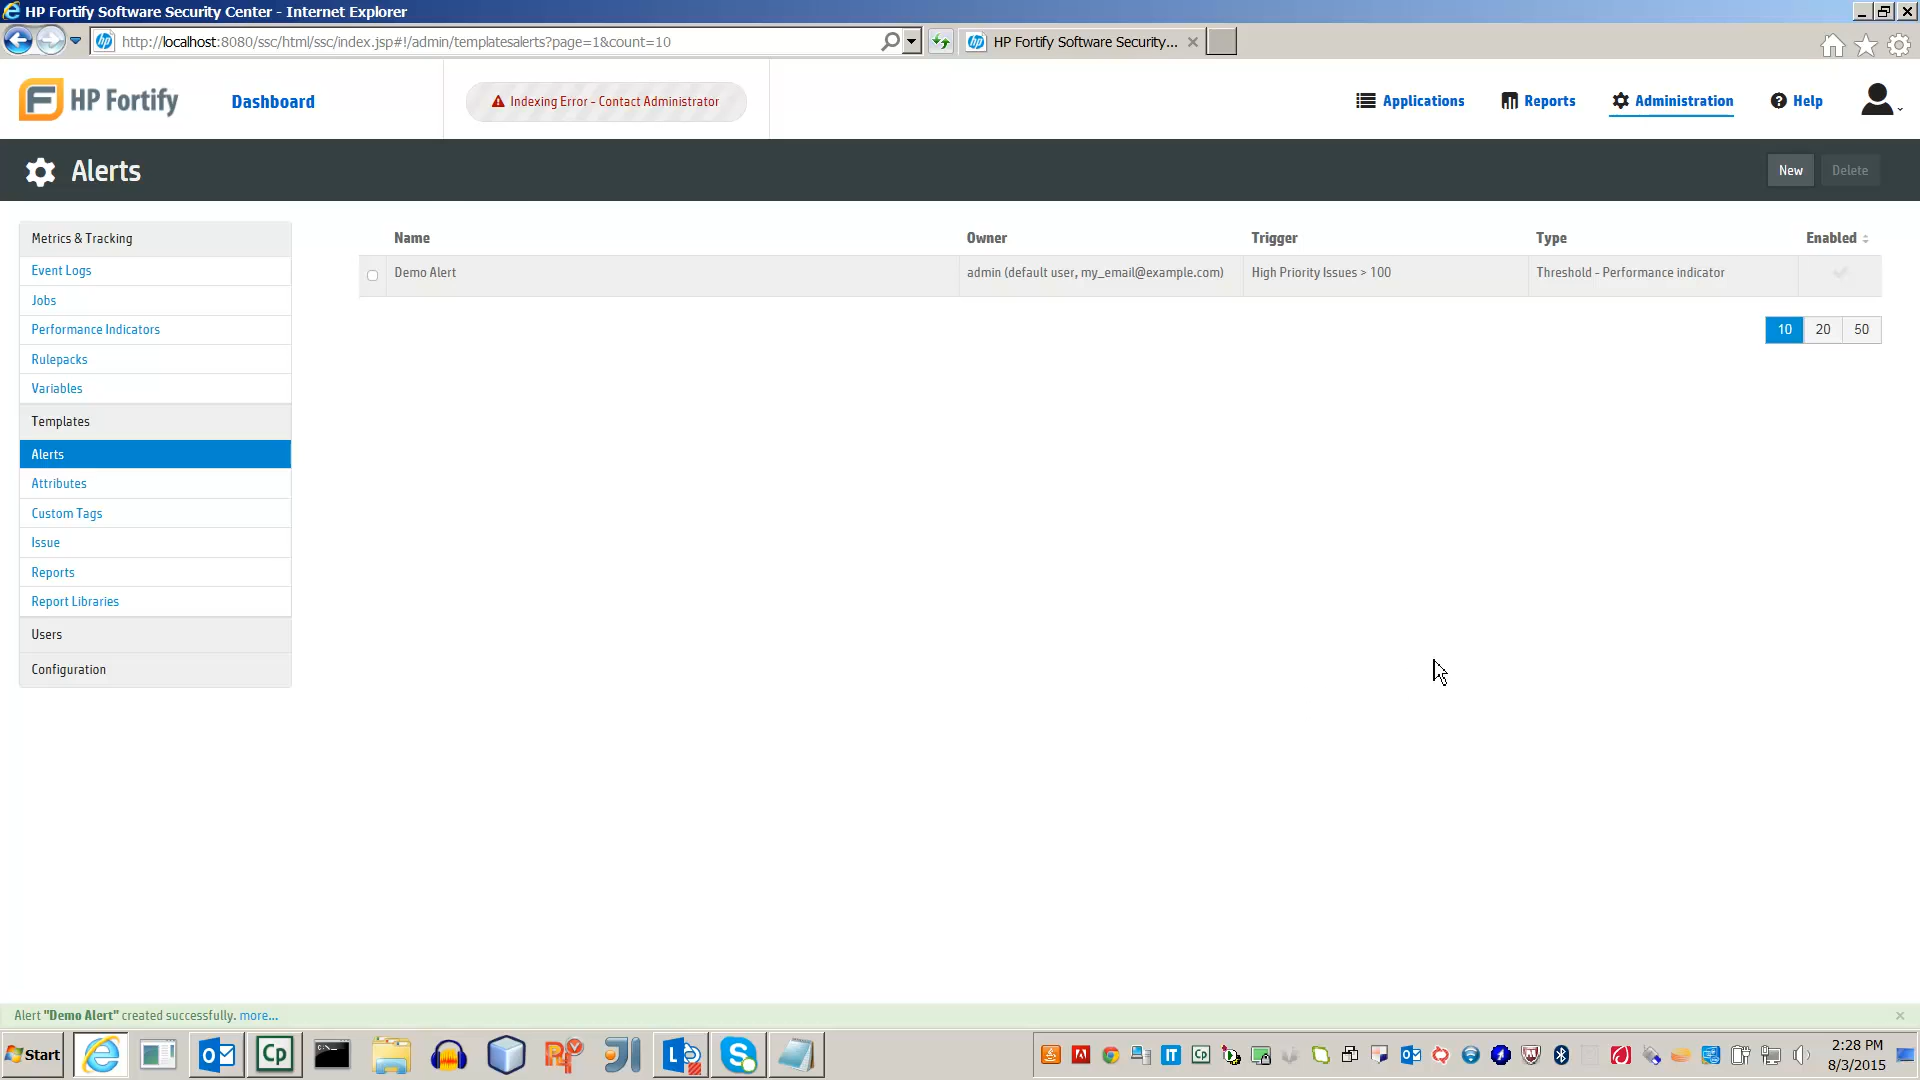 HP Fortify Software Security Center - Internet Explorer
http://localhost:8080/ssc/html/ssc/index.jsp#!/admin/templatesalerts?page=1&count=10
HP Fortify Software Security...
HP Fortify
Dashboard
Indexing Error - Contact Administrator
Applications
Reports
Administration
Help
Alerts
New
Delete
Metrics & Tracking
Event Logs
Jobs
Performance Indicators
Rulepacks
Variables
Templates
Alerts
Attributes
Custom Tags
Issue
Reports
Report Libraries
Users
Configuration
Name Owner Trigger Type Enabled
Demo Alert admin (default user, my_email@example.com) High Priority Issues > 100 Threshold - Performance indicator
10 20 50
Alert "Demo Alert" created successfully. more...
Start
2:28 PM
8/3/2015